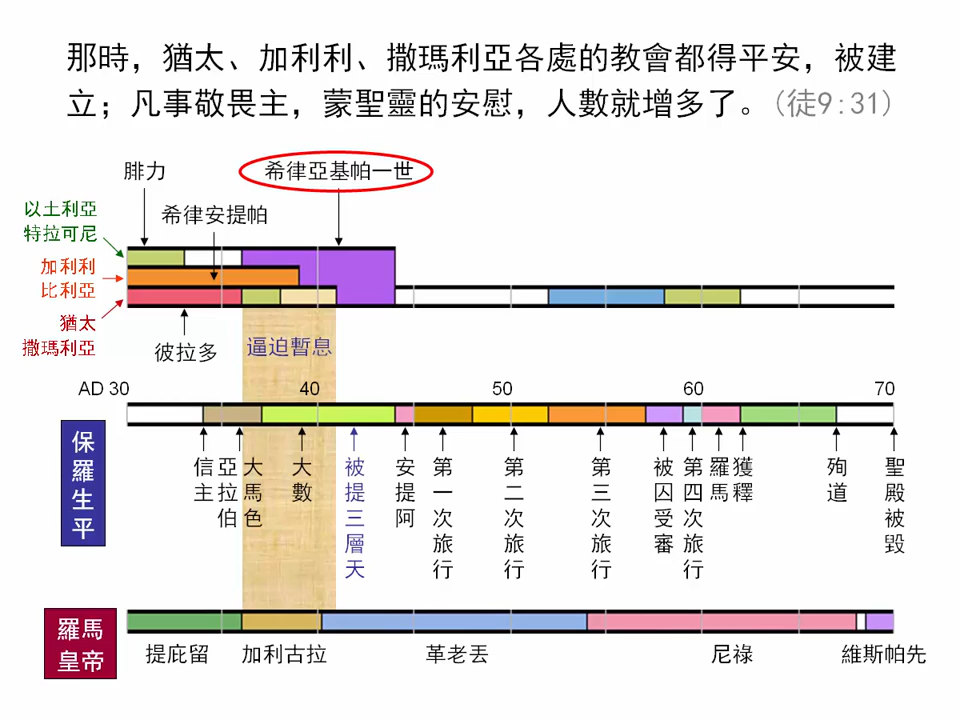 那時，猶太、加利利、撒瑪利亞各處的教會都得平安，被建
立；凡事敬畏主，蒙聖靈的安慰，人數就增多了。（徒9:31）
腓力
希律亞基帕一世
以土利亞
特拉可尼
希律安提帕
加利利
比利亞
猶太
撒瑪利亞
彼拉多
逼迫暫息
AD 30
40
50
60
70
保羅生平
信主
亞拉伯
大馬色
大數
被提三層天
安提阿
第一次旅行
第二次旅行
第三次旅行
被囚受審
第四次旅行
羅馬
獲釋
殉道
聖殿被毀
羅馬
皇帝
提庇留
加利古拉
革老丟
尼祿
維斯帕先